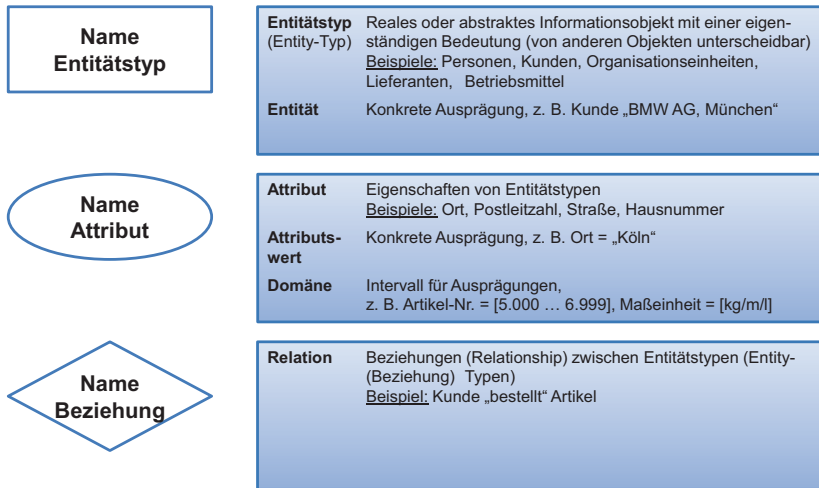 Name
Entitätstyp
Entitätstyp Reales oder abstraktes Informationsobjekt mit einer eigen-
(Entity-Typ) ständigen Bedeutung (von anderen Objekten unterscheidbar)
Beispiele: Personen, Kunden, Organisationseinheiten,
Lieferanten, Betriebsmittel
Entität Konkrete Ausprägung, z. B. Kunde „BMW AG, München“
Name
Attribut
Attribut Eigenschaften von Entitätstypen
Beispiele: Ort, Postleitzahl, Straße, Hausnummer
Attributs- Konkrete Ausprägung, z. B. Ort = „Köln“
wert
Domäne Intervall für Ausprägungen,
z. B. Artikel-Nr. = [5.000 … 6.999], Maßeinheit = [kg/m/l]
Name
Beziehung
Relation Beziehungen (Relationship) zwischen Entitätstypen (Entity-
(Beziehung) Typen)
Beispiel: Kunde „bestellt“ Artikel